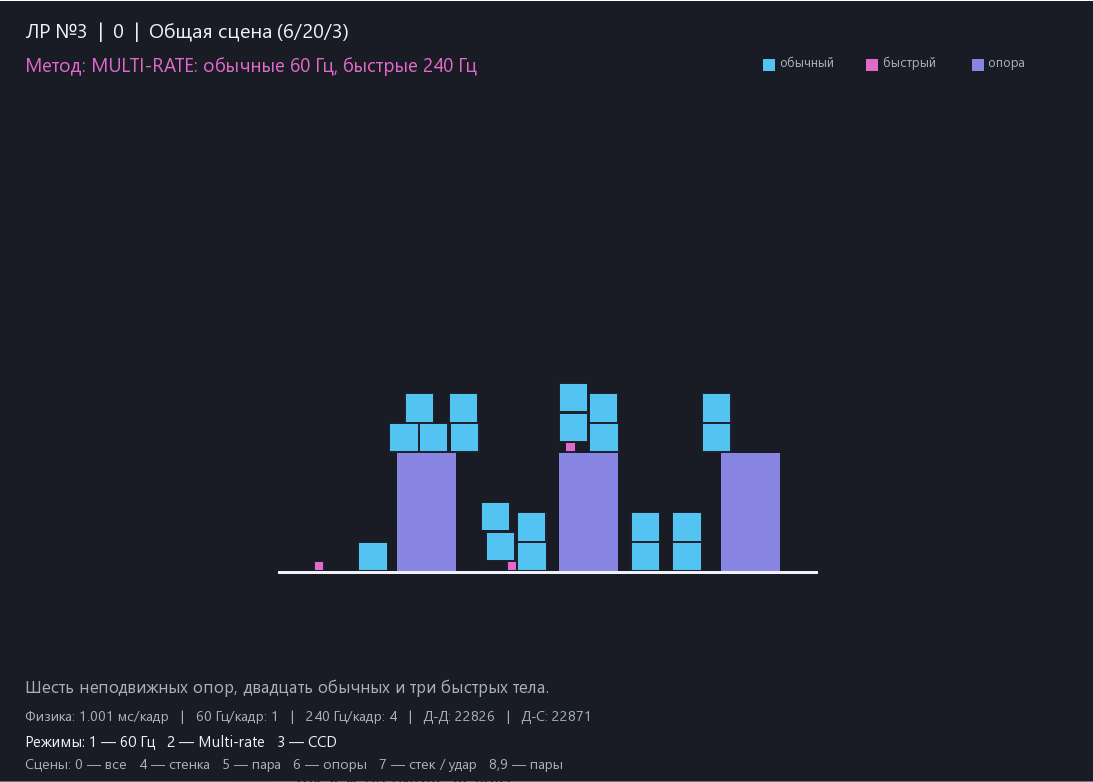 ЛР №3 | 0 | Общая сцена (6/20/3)
Метод: MULTI-RATE: обычные 60 Гц, быстрые 240 Гц
обычный быстрый опора
Шесть неподвижных опор, двадцать обычных и три быстрых тела.
Физика: 1.001 мс/кадр | 60 Гц/кадр: 1 | 240 Гц/кадр: 4 | Д-Д: 22826 | Д-С: 22871
Режимы: 1 — 60 Гц 2 — Multi-rate 3 — CCD
Сцены: 0 — все 4 — стенка 5 — пара 6 — опоры 7 — стек / удар 8,9 — пары